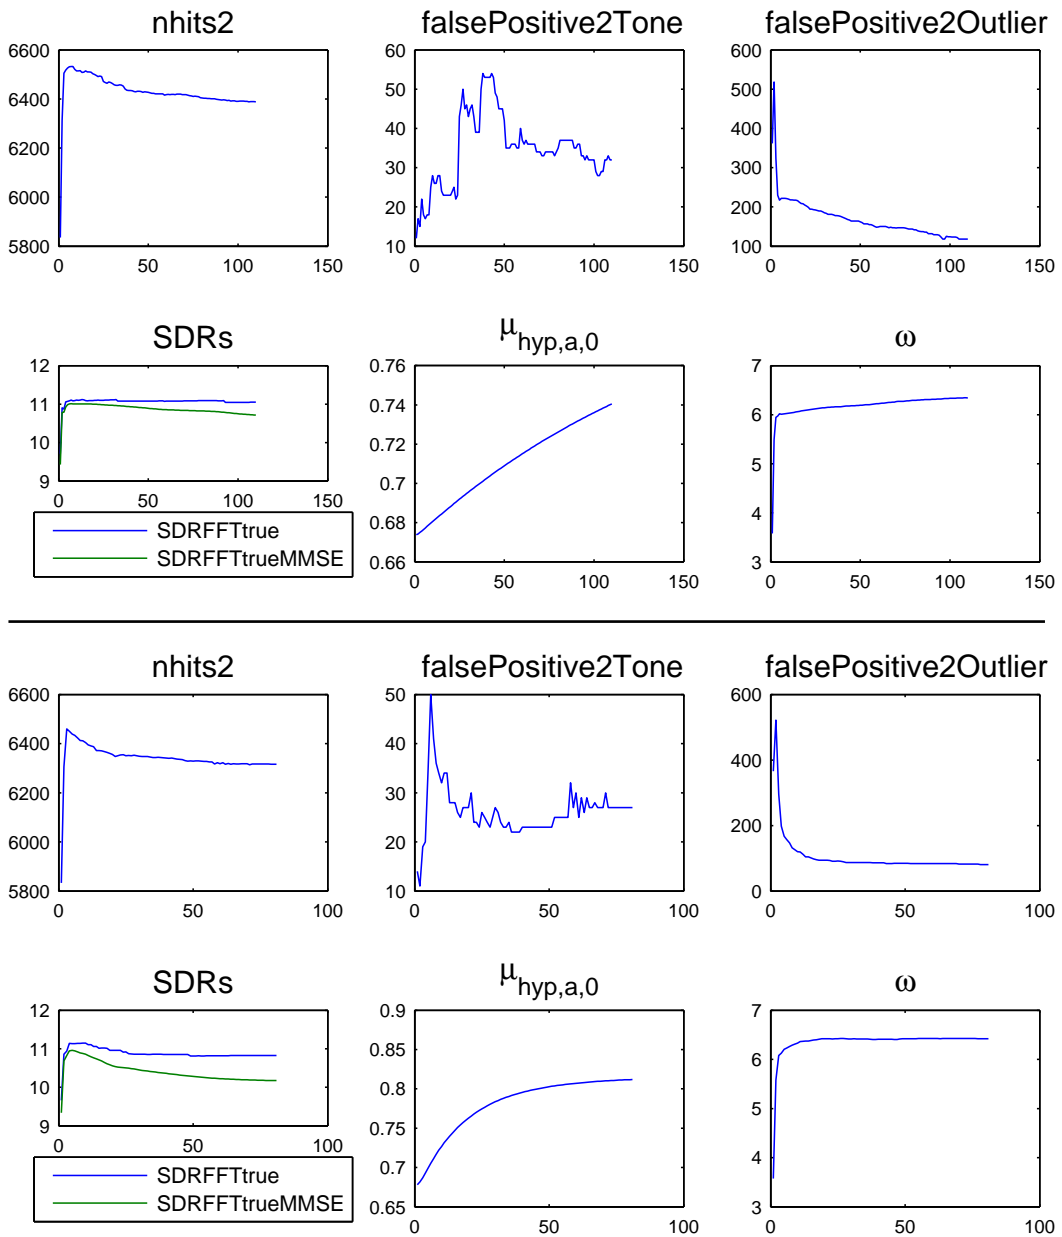 nhits2
falsePositive2Tone
falsePositive2Outlier
6600
6400
6200
6000
5800
0 50 100 150
60
50
40
30
20
10
0 50 100 150
600
500
400
300
200
100
0 50 100 150
SDRs
μhyp,a,0
ω
12
11
10
9
0 50 100 150
SDRFFTtrue
SDRFFTtrueMMSE
0.76
0.74
0.72
0.7
0.68
0.66
0 50 100 150
7
6
5
4
3
0 50 100 150
nhits2
falsePositive2Tone
falsePositive2Outlier
6600
6400
6200
6000
5800
0 50 100
50
40
30
20
10
0 50 100
600
400
200
0
0 50 100
SDRs
μhyp,a,0
ω
12
11
10
9
0 50 100
SDRFFTtrue
SDRFFTtrueMMSE
0.9
0.85
0.8
0.75
0.7
0.65
0 50 100
7
6
5
4
3
0 50 100